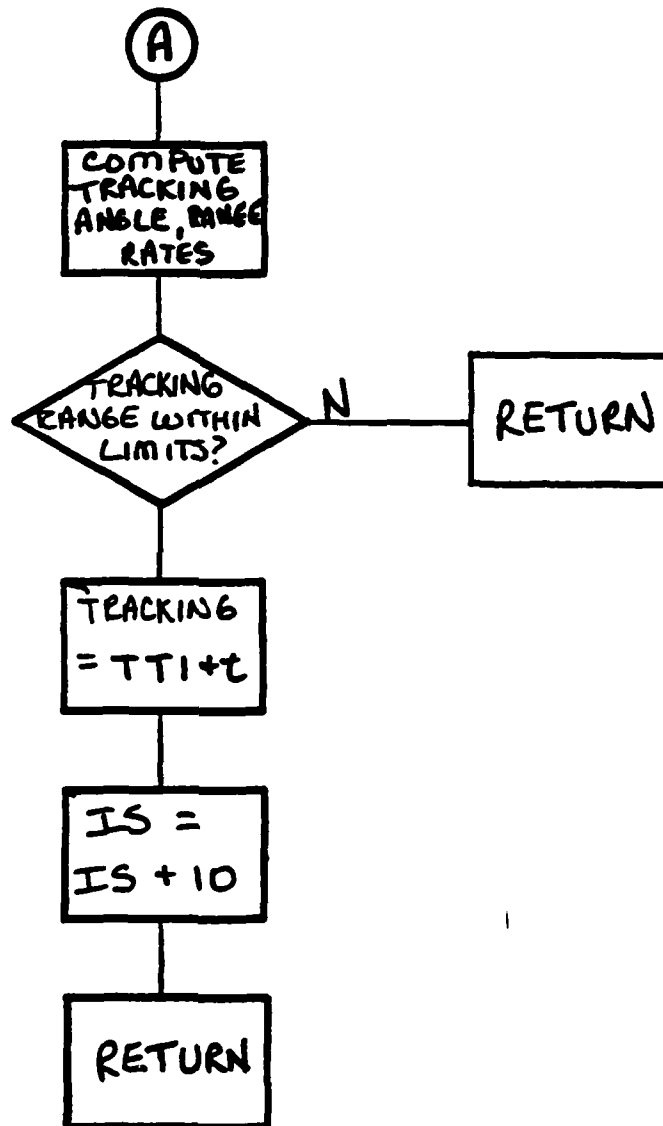 A
COMPUTE
TRACKING
ANGLE, RANGE
RATES
TRACKING
RANGE WITHIN
LIMITS?
N
RETURN
TRACKING
= TTI+t
IS =
IS + 10
RETURN